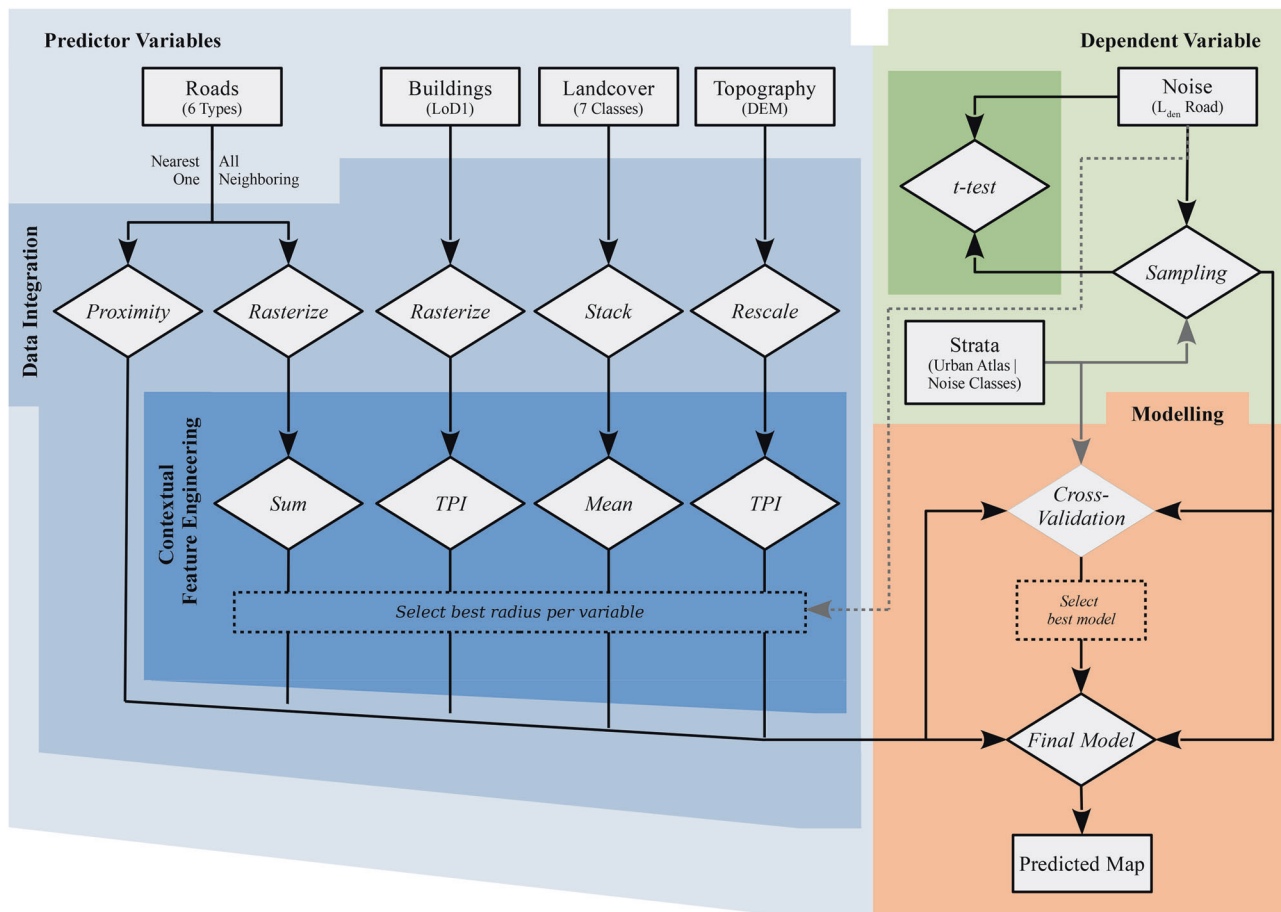 Predictor Variables
Dependent Variable
Roads
(6 Types)
Buildings
(LoD1)
Landcover
(7 Classes)
Topography
(DEM)
Noise
(Lden Road)
Nearest
One
All
Neighboring
t-test
Data Integration
Proximity
Rasterize
Rasterize
Stack
Rescale
Sampling
Strata
(Urban Atlas |
Noise Classes)
Modelling
Contextual
Feature Engineering
Sum
TPI
Mean
TPI
Cross-
Validation
Select best radius per variable
Select
best model
Final Model
Predicted Map